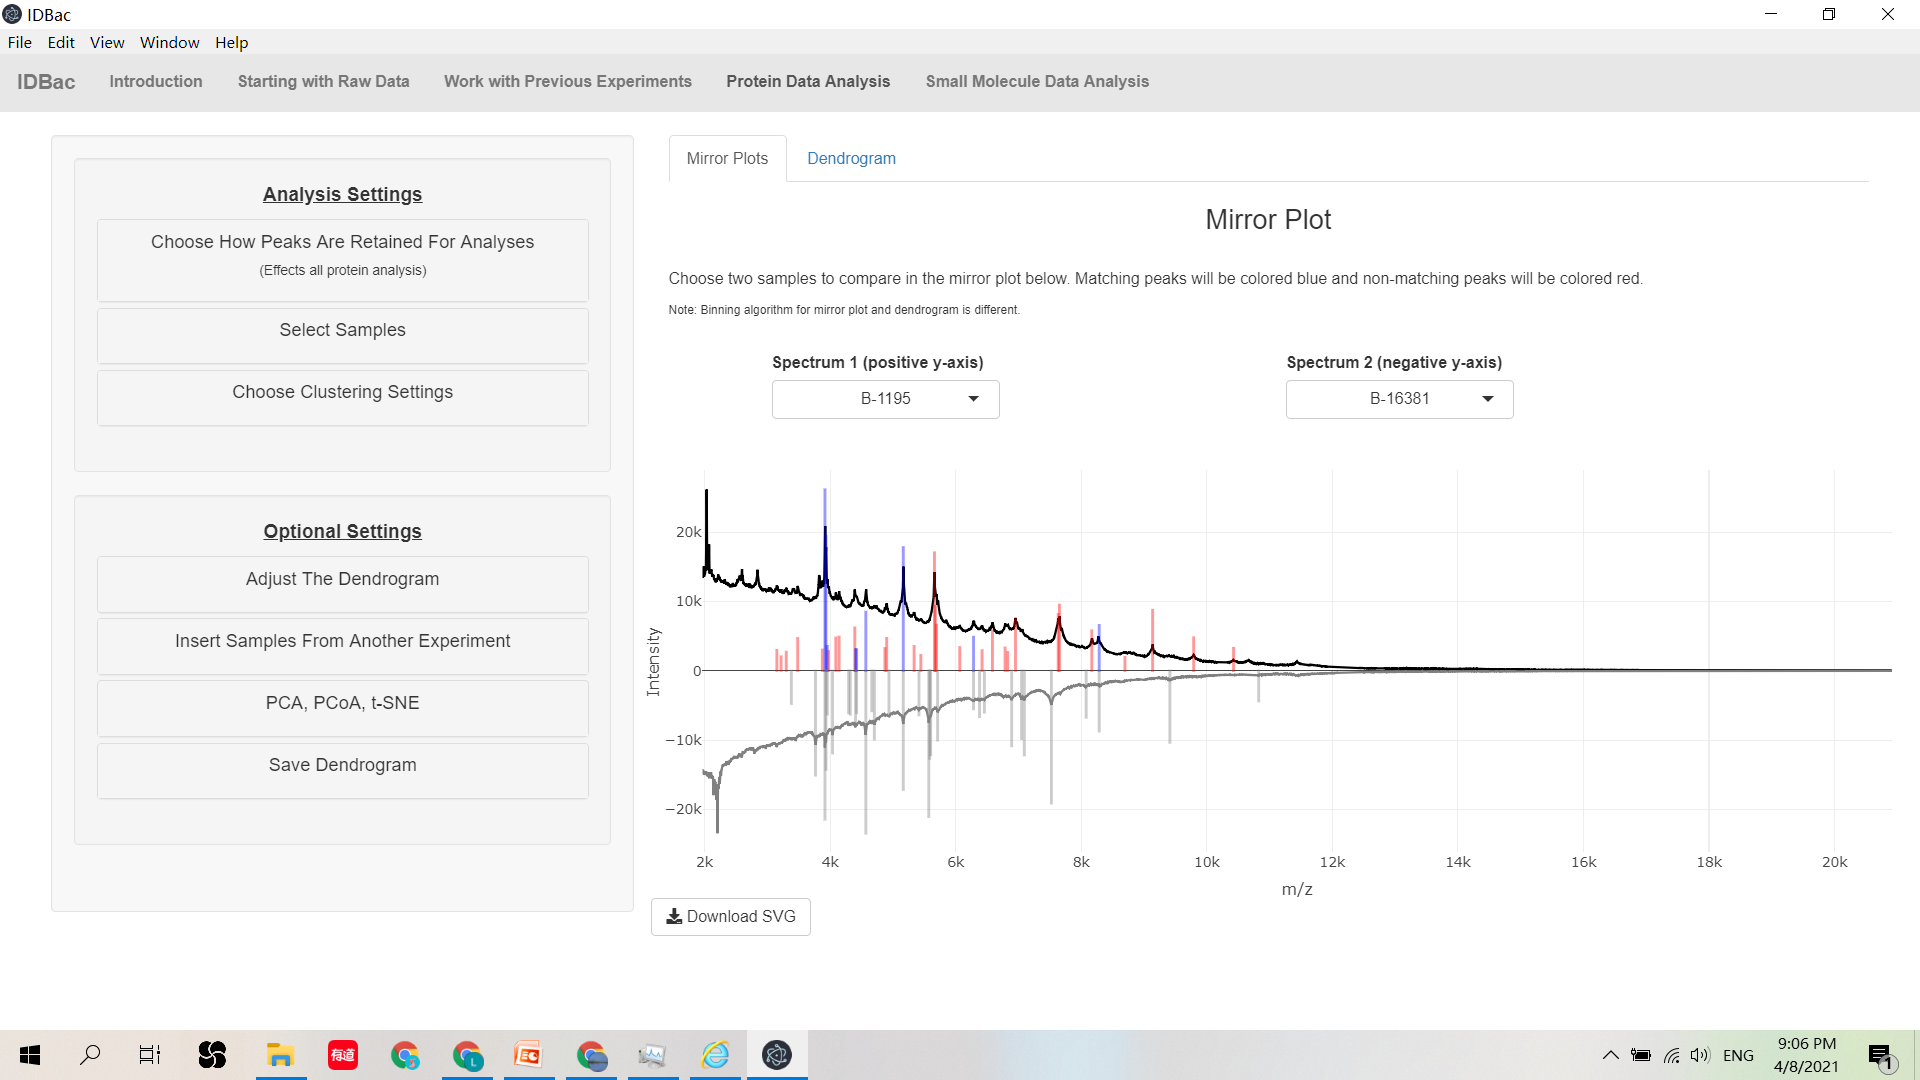 IDBac
File Edit View Window Help
IDBac Introduction Starting with Raw Data Work with Previous Experiments Protein Data Analysis Small Molecule Data Analysis
Analysis Settings
Choose How Peaks Are Retained For Analyses
(Effects all protein analysis)
Select Samples
Choose Clustering Settings
Optional Settings
Adjust The Dendrogram
Insert Samples From Another Experiment
PCA, PCoA, t-SNE
Save Dendrogram
Mirror Plots Dendrogram
Mirror Plot
Choose two samples to compare in the mirror plot below. Matching peaks will be colored blue and non-matching peaks will be colored red.
Note: Binning algorithm for mirror plot and dendrogram is different.
Spectrum 1 (positive y-axis) Spectrum 2 (negative y-axis)
B-1195 B-16381
20k
10k
0
−10k
−20k
Intensity
2k 4k 6k 8k 10k 12k 14k 16k 18k 20k
m/z
Download SVG
有道
ENG
9:06 PM
4/8/2021
1